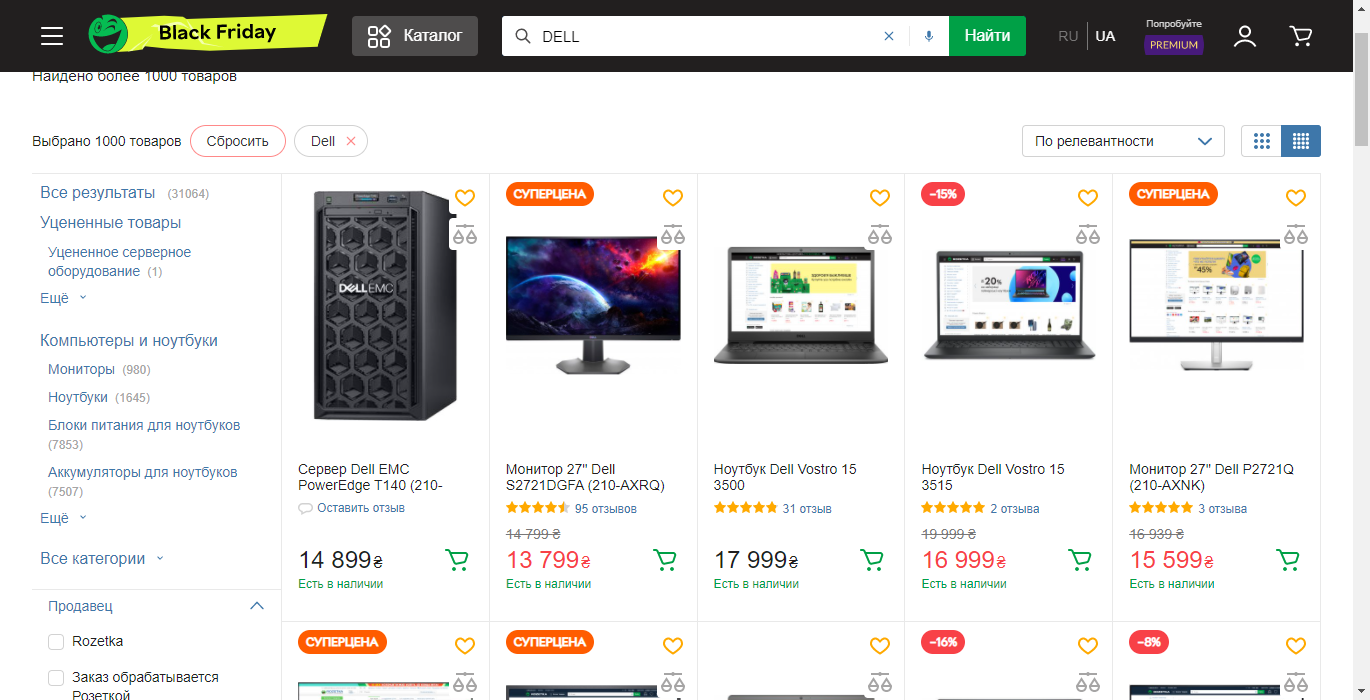 Black Friday
Каталог
DELL
Найти
RU
UA
Попробуйте
PREMIUM
Найдено более 1000 товаров
Выбрано 1000 товаров
Сбросить
Dell
По релевантности
Все результаты (31064)
Уцененные товары
Уцененное серверное
оборудование (1)
Ещё
Компьютеры и ноутбуки
Мониторы (980)
Ноутбуки (1645)
Блоки питания для ноутбуков
(7853)
Аккумуляторы для ноутбуков
(7507)
Ещё
Все категории
Продавец
Rozetka
Заказ обрабатывается
Розеткой
DELL EMC
Сервер Dell EMC
PowerEdge T140 (210-
Оставить отзыв
14 899₴
Есть в наличии
СУПЕРЦЕНА
Монитор 27" Dell
S2721DGFA (210-AXRQ)
95 отзывов
14 799 ₴
13 799₴
Есть в наличии
Ноутбук Dell Vostro 15
3500
31 отзыв
17 999₴
Есть в наличии
-15%
-20%
Ноутбук Dell Vostro 15
3515
2 отзыва
19 999 ₴
16 999₴
Есть в наличии
СУПЕРЦЕНА
-45%
Монитор 27" Dell P2721Q
(210-AXNK)
3 отзыва
16 939 ₴
15 599₴
Есть в наличии
СУПЕРЦЕНА
СУПЕРЦЕНА
-16%
-8%